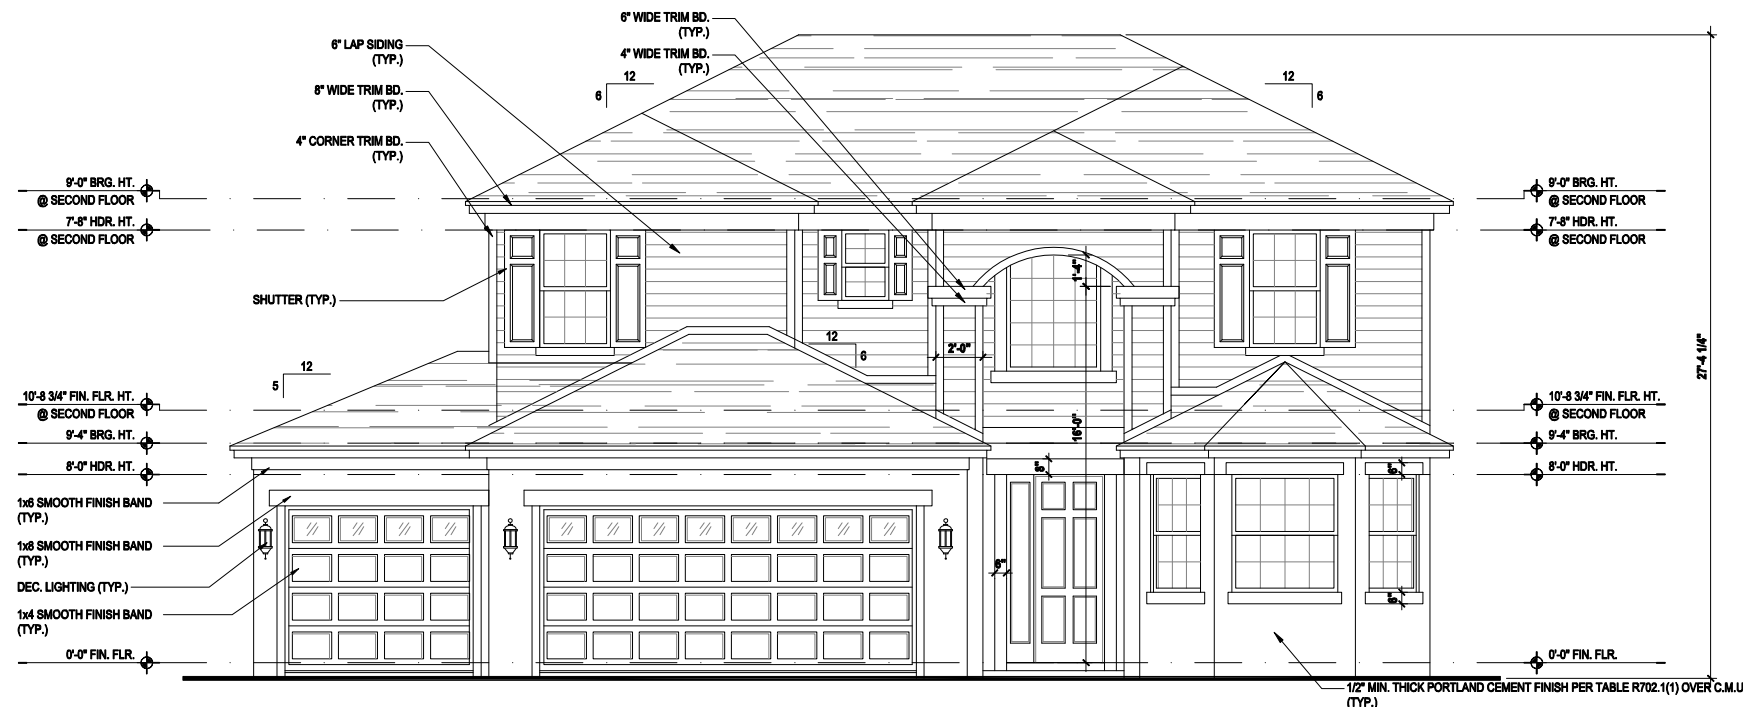 6" WIDE TRIM BD.
(TYP.)
4" WIDE TRIM BD.
(TYP.)
6" LAP SIDING
(TYP.)
8" WIDE TRIM BD.
(TYP.)
4" CORNER TRIM BD.
(TYP.)
12
6
12
6
9'-0" BRG. HT.
@ SECOND FLOOR
7'-8" HDR. HT.
@ SECOND FLOOR
9'-0" BRG. HT.
@ SECOND FLOOR
7'-8" HDR. HT.
@ SECOND FLOOR
SHUTTER (TYP.)
1'-4"
2'-0"
12
6
12
5
27'-4 1/4"
10'-8 3/4" FIN. FLR. HT.
@ SECOND FLOOR
9'-4" BRG. HT.
8'-0" HDR. HT.
10'-8 3/4" FIN. FLR. HT.
@ SECOND FLOOR
9'-4" BRG. HT.
8'-0" HDR. HT.
16'-0"
8"
6"
6"
6"
1x6 SMOOTH FINISH BAND
(TYP.)
1x8 SMOOTH FINISH BAND
(TYP.)
DEC. LIGHTING (TYP.)
1x4 SMOOTH FINISH BAND
(TYP.)
0'-0" FIN. FLR.
0'-0" FIN. FLR.
1/2" MIN. THICK PORTLAND CEMENT FINISH PER TABLE R702.1(1) OVER C.M.U
(TYP.)